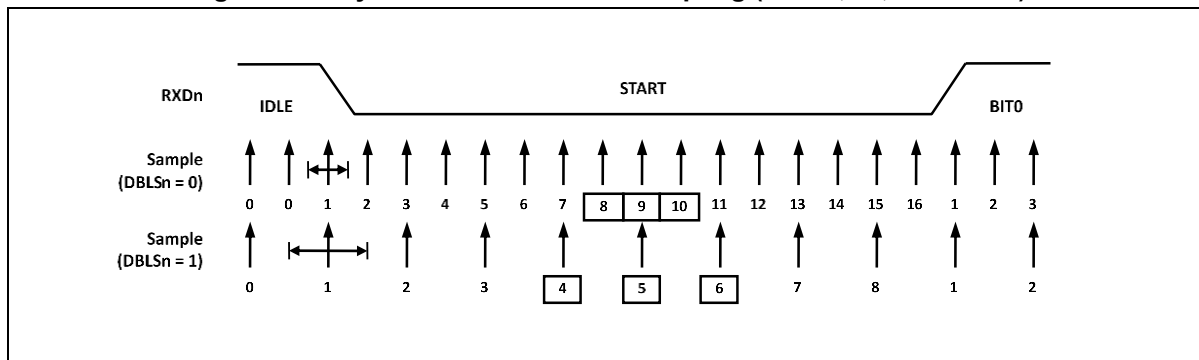 RXDn
IDLE
START
BIT0
Sample
(DBLSn = 0)
0 0 1 2 3 4 5 6 7 8 9 10 11 12 13 14 15 16 1 2 3
Sample
(DBLSn = 1)
0 1 2 3 4 5 6 7 8 1 2